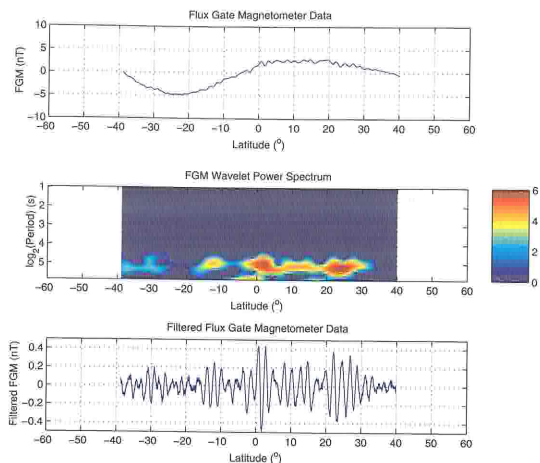 Flux Gate Magnetometer Data
FGM (nT)
10
5
0
−5
−10
−60 −50 −40 −30 −20 −10 0 10 20 30 40 50 60
Latitude (°)
FGM Wavelet Power Spectrum
log2(Period) (s)
1
2
3
4
5
−60 −50 −40 −30 −20 −10 0 10 20 30 40 50 60
Latitude (°)
6
4
2
0
Filtered Flux Gate Magnetometer Data
Filtered FGM (nT)
0.4
0.2
0
−0.2
−0.4
−60 −50 −40 −30 −20 −10 0 10 20 30 40 50 60
Latitude (°)